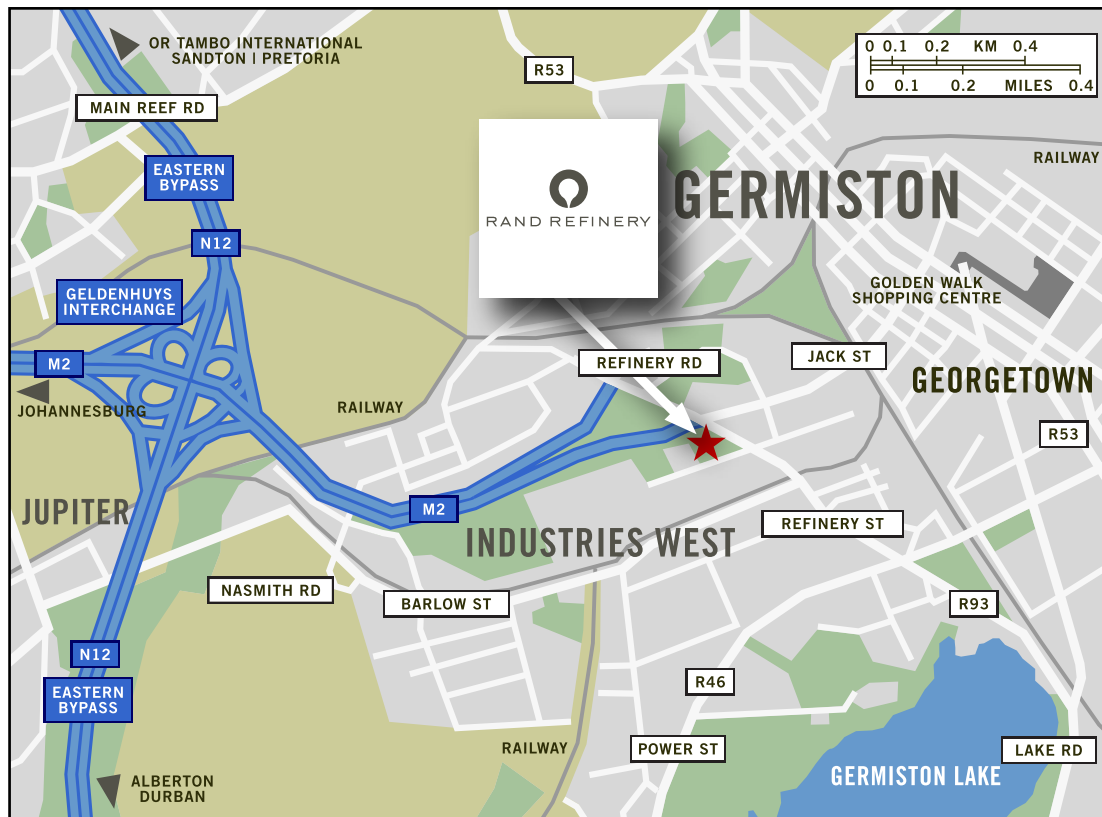 OR TAMBO INTERNATIONAL
SANDTON | PRETORIA
R53
0 0.1 0.2 KM 0.4
0 0.1 0.2 MILES 0.4
MAIN REEF RD
RAILWAY
EASTERN
BYPASS
RAND REFINERY
GERMISTON
N12
GELDENHUYS
INTERCHANGE
GOLDEN WALK
SHOPPING CENTRE
M2
REFINERY RD
JACK ST
JOHANNESBURG
RAILWAY
GEORGETOWN
R53
JUPITER
M2
INDUSTRIES WEST
REFINERY ST
NASMITH RD
BARLOW ST
R93
N12
EASTERN
BYPASS
R46
RAILWAY
POWER ST
LAKE RD
GERMISTON LAKE
ALBERTON
DURBAN